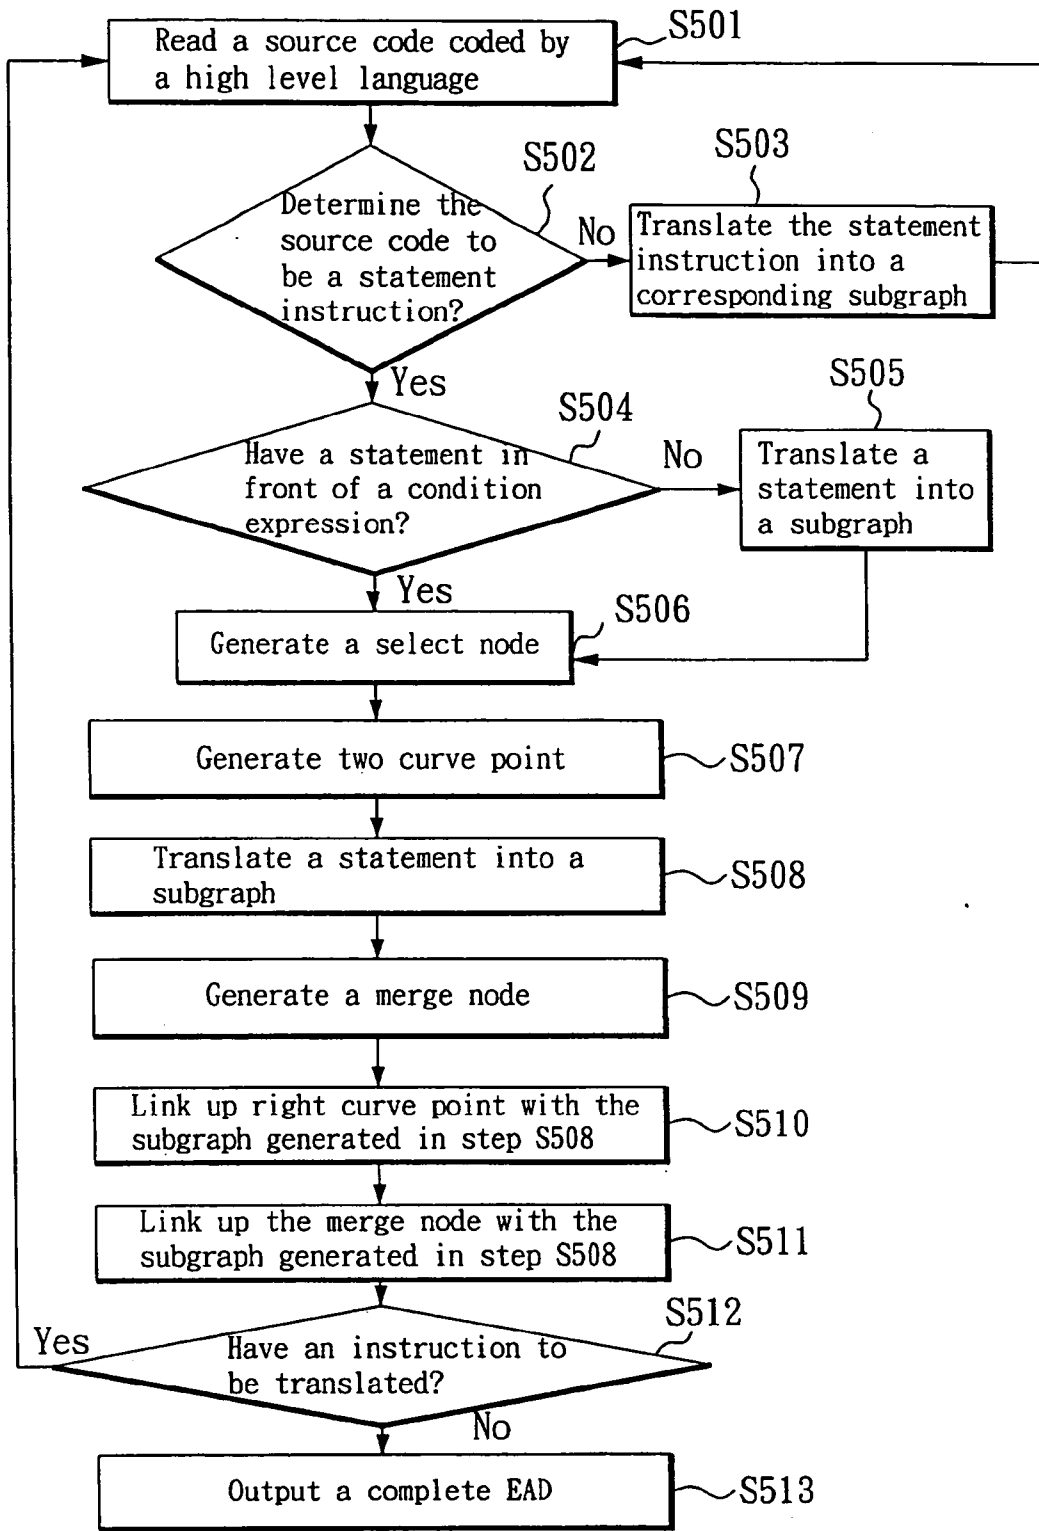 Read a source code coded by
a high level language
S501
S502
Determine the
source code to
be a statement
instruction?
No
S503
Translate the statement
instruction into a
corresponding subgraph
Yes
S504
Have a statement in
front of a condition
expression?
No
S505
Translate a
statement into
a subgraph
Yes
S506
Generate a select node
Generate two curve point
S507
Translate a statement into a
subgraph
S508
Generate a merge node
S509
Link up right curve point with the
subgraph generated in step S508
S510
Link up the merge node with the
subgraph generated in step S508
S511
S512
Yes
Have an instruction to
be translated?
No
Output a complete EAD
S513